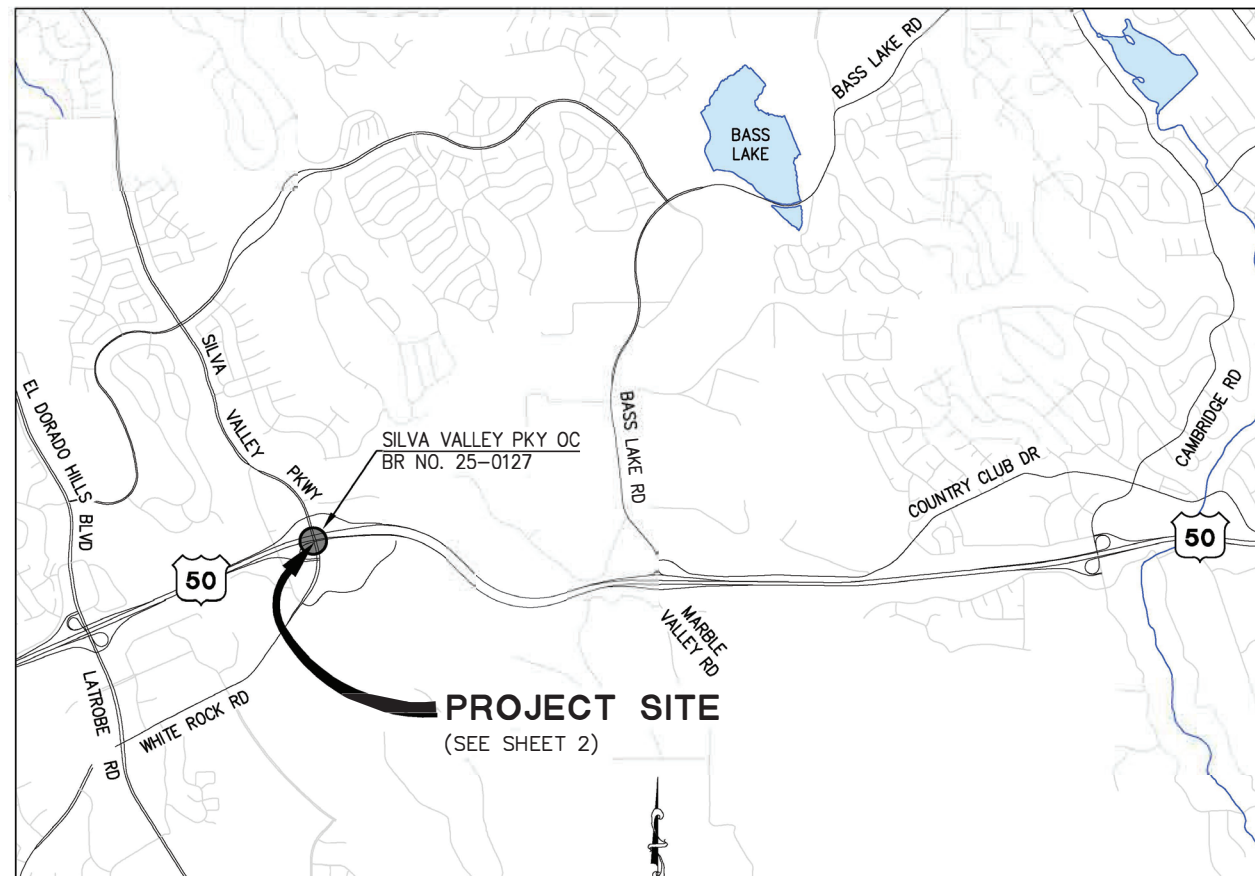 BASS LAKE RD
BASS
LAKE
SILVA
VALLEY
PKWY
EL DORADO HILLS BLVD
SILVA VALLEY PKY OC
BR NO. 25-0127
BASS LAKE RD
COUNTRY CLUB DR
CAMBRIDGE RD
50
50
MARBLE
VALLEY RD
LATROBE
RD
WHITE ROCK RD
PROJECT SITE
(SEE SHEET 2)